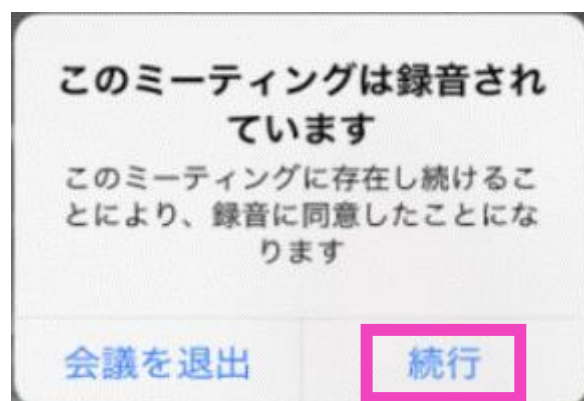 このミーティングは録音され
ています
このミーティングに存在し続けるこ
とにより、録音に同意したことにな
ります
会議を退出
続行